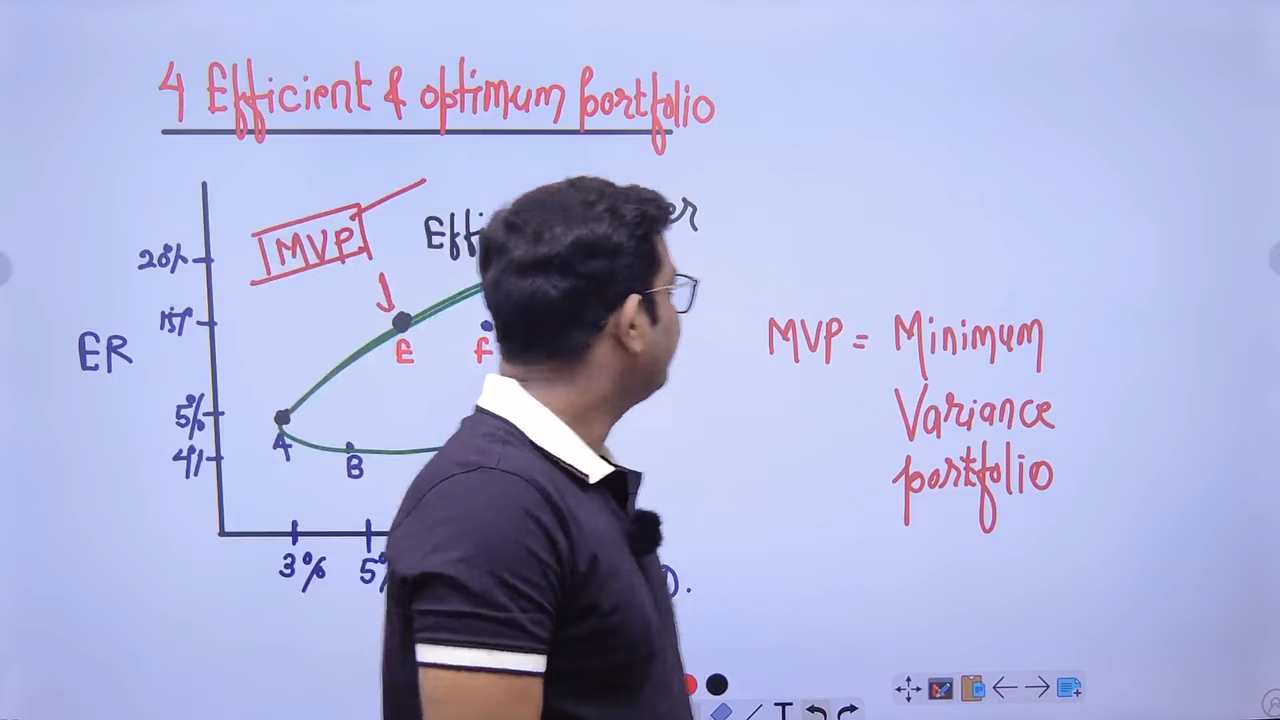 4 Efficient & optimum portfolio
MVP
20%
15%
ER
E
5%
A
4%
B
3%
MVP = Minimum
Variance
portfolio
T